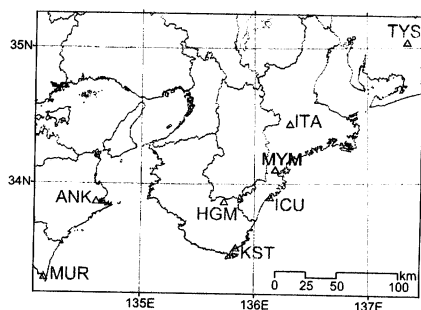 TYS
35N
ITA
MYM
34N
ANK
HGM
ICU
KST
MUR
km
0 25 50 100
135E 136E 137E